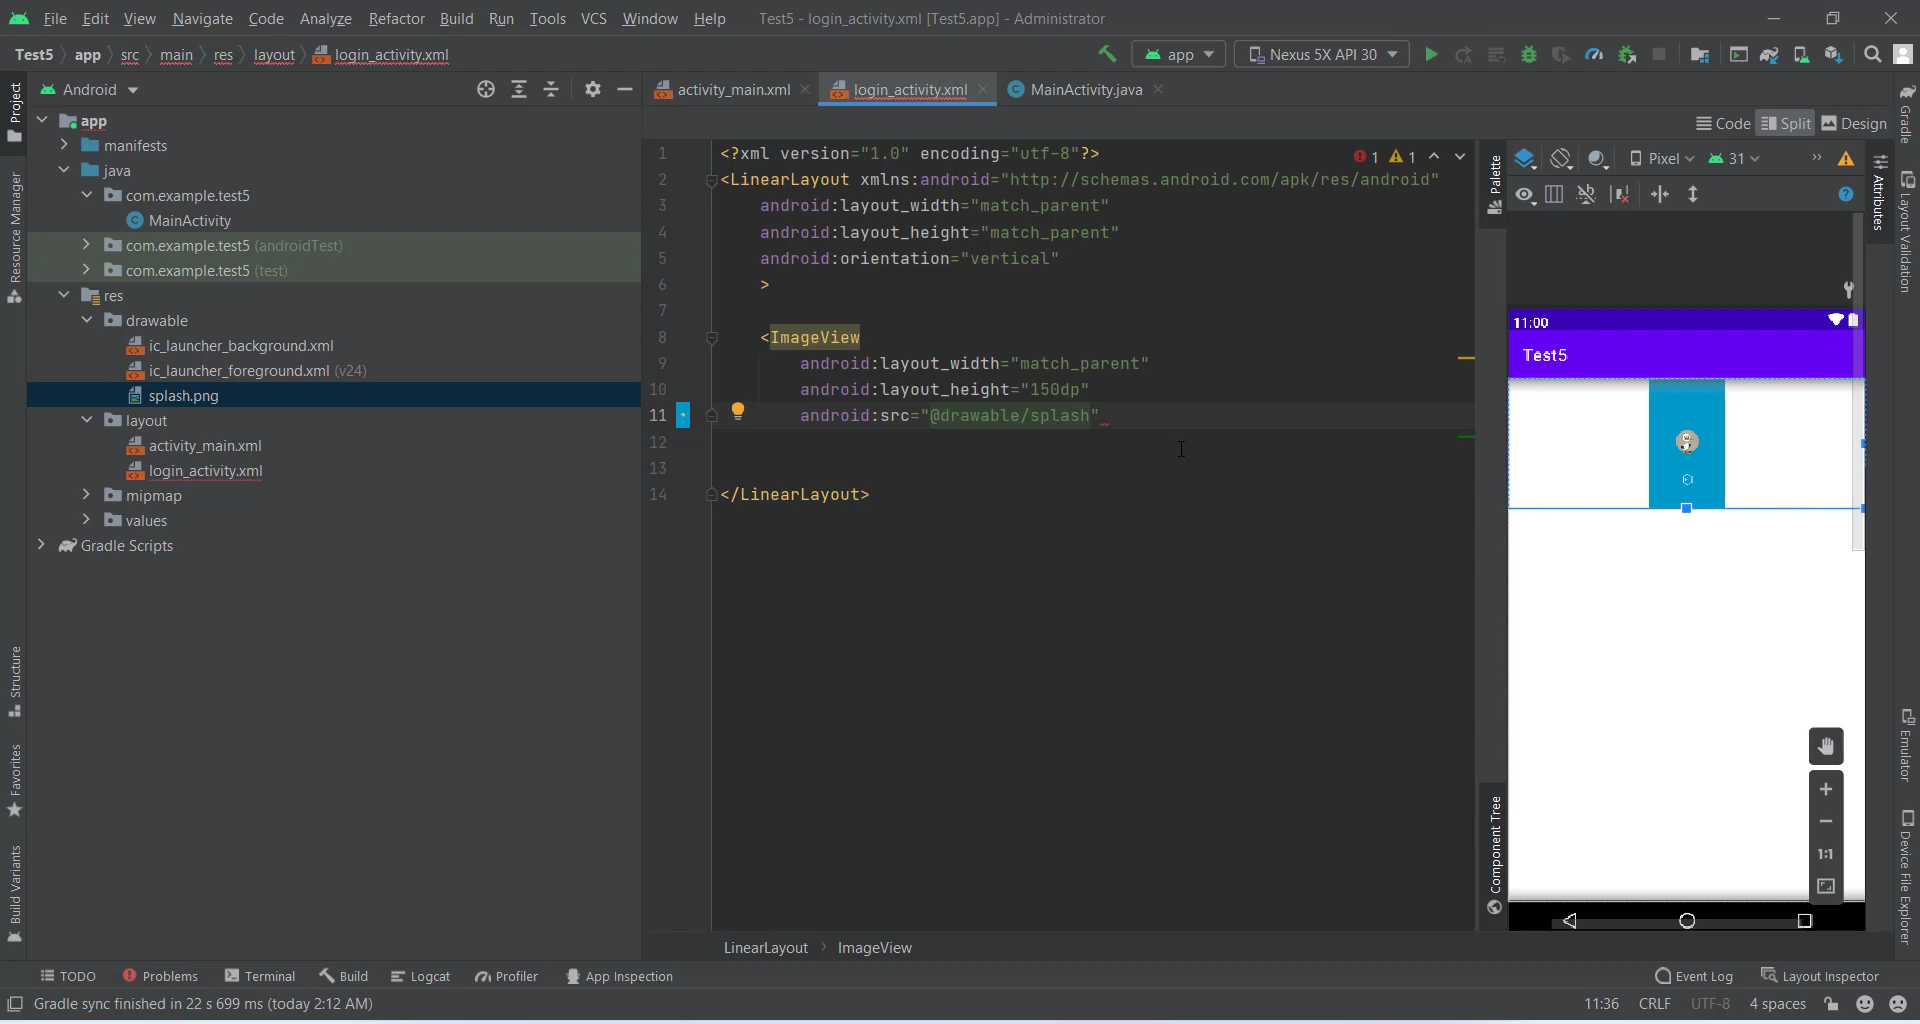 File Edit View Navigate Code Analyze Refactor Build Run Tools VCS Window Help Test5 - login_activity.xml [Test5.app] - Administrator
Test5 app src main res layout login_activity.xml app Nexus 5X API 30
Android
activity_main.xml login_activity.xml MainActivity.java
Code Split Design
Project
Resource Manager
Structure
Favorites
Build Variants
app
manifests
java
com.example.test5
MainActivity
com.example.test5 (androidTest)
com.example.test5 (test)
res
drawable
ic_launcher_background.xml
ic_launcher_foreground.xml (v24)
splash.png
layout
activity_main.xml
login_activity.xml
mipmap
values
Gradle Scripts
1 <?xml version="1.0" encoding="utf-8"?> 1 1
2 <LinearLayout xmlns:android="http://schemas.android.com/apk/res/android"
3 android:layout_width="match_parent"
4 android:layout_height="match_parent"
5 android:orientation="vertical"
6 >
7
8 <ImageView
9 android:layout_width="match_parent"
10 android:layout_height="150dp"
11 android:src="@drawable/splash"
12
13
14 </LinearLayout>
LinearLayout ImageView
Palette
Component Tree
Pixel 31
11:00
Test5
1:1
Attributes
Gradle
Layout Validation
Emulator
Device File Explorer
TODO Problems Terminal Build Logcat Profiler App Inspection Event Log Layout Inspector
Gradle sync finished in 22 s 699 ms (today 2:12 AM) 11:36 CRLF UTF-8 4 spaces